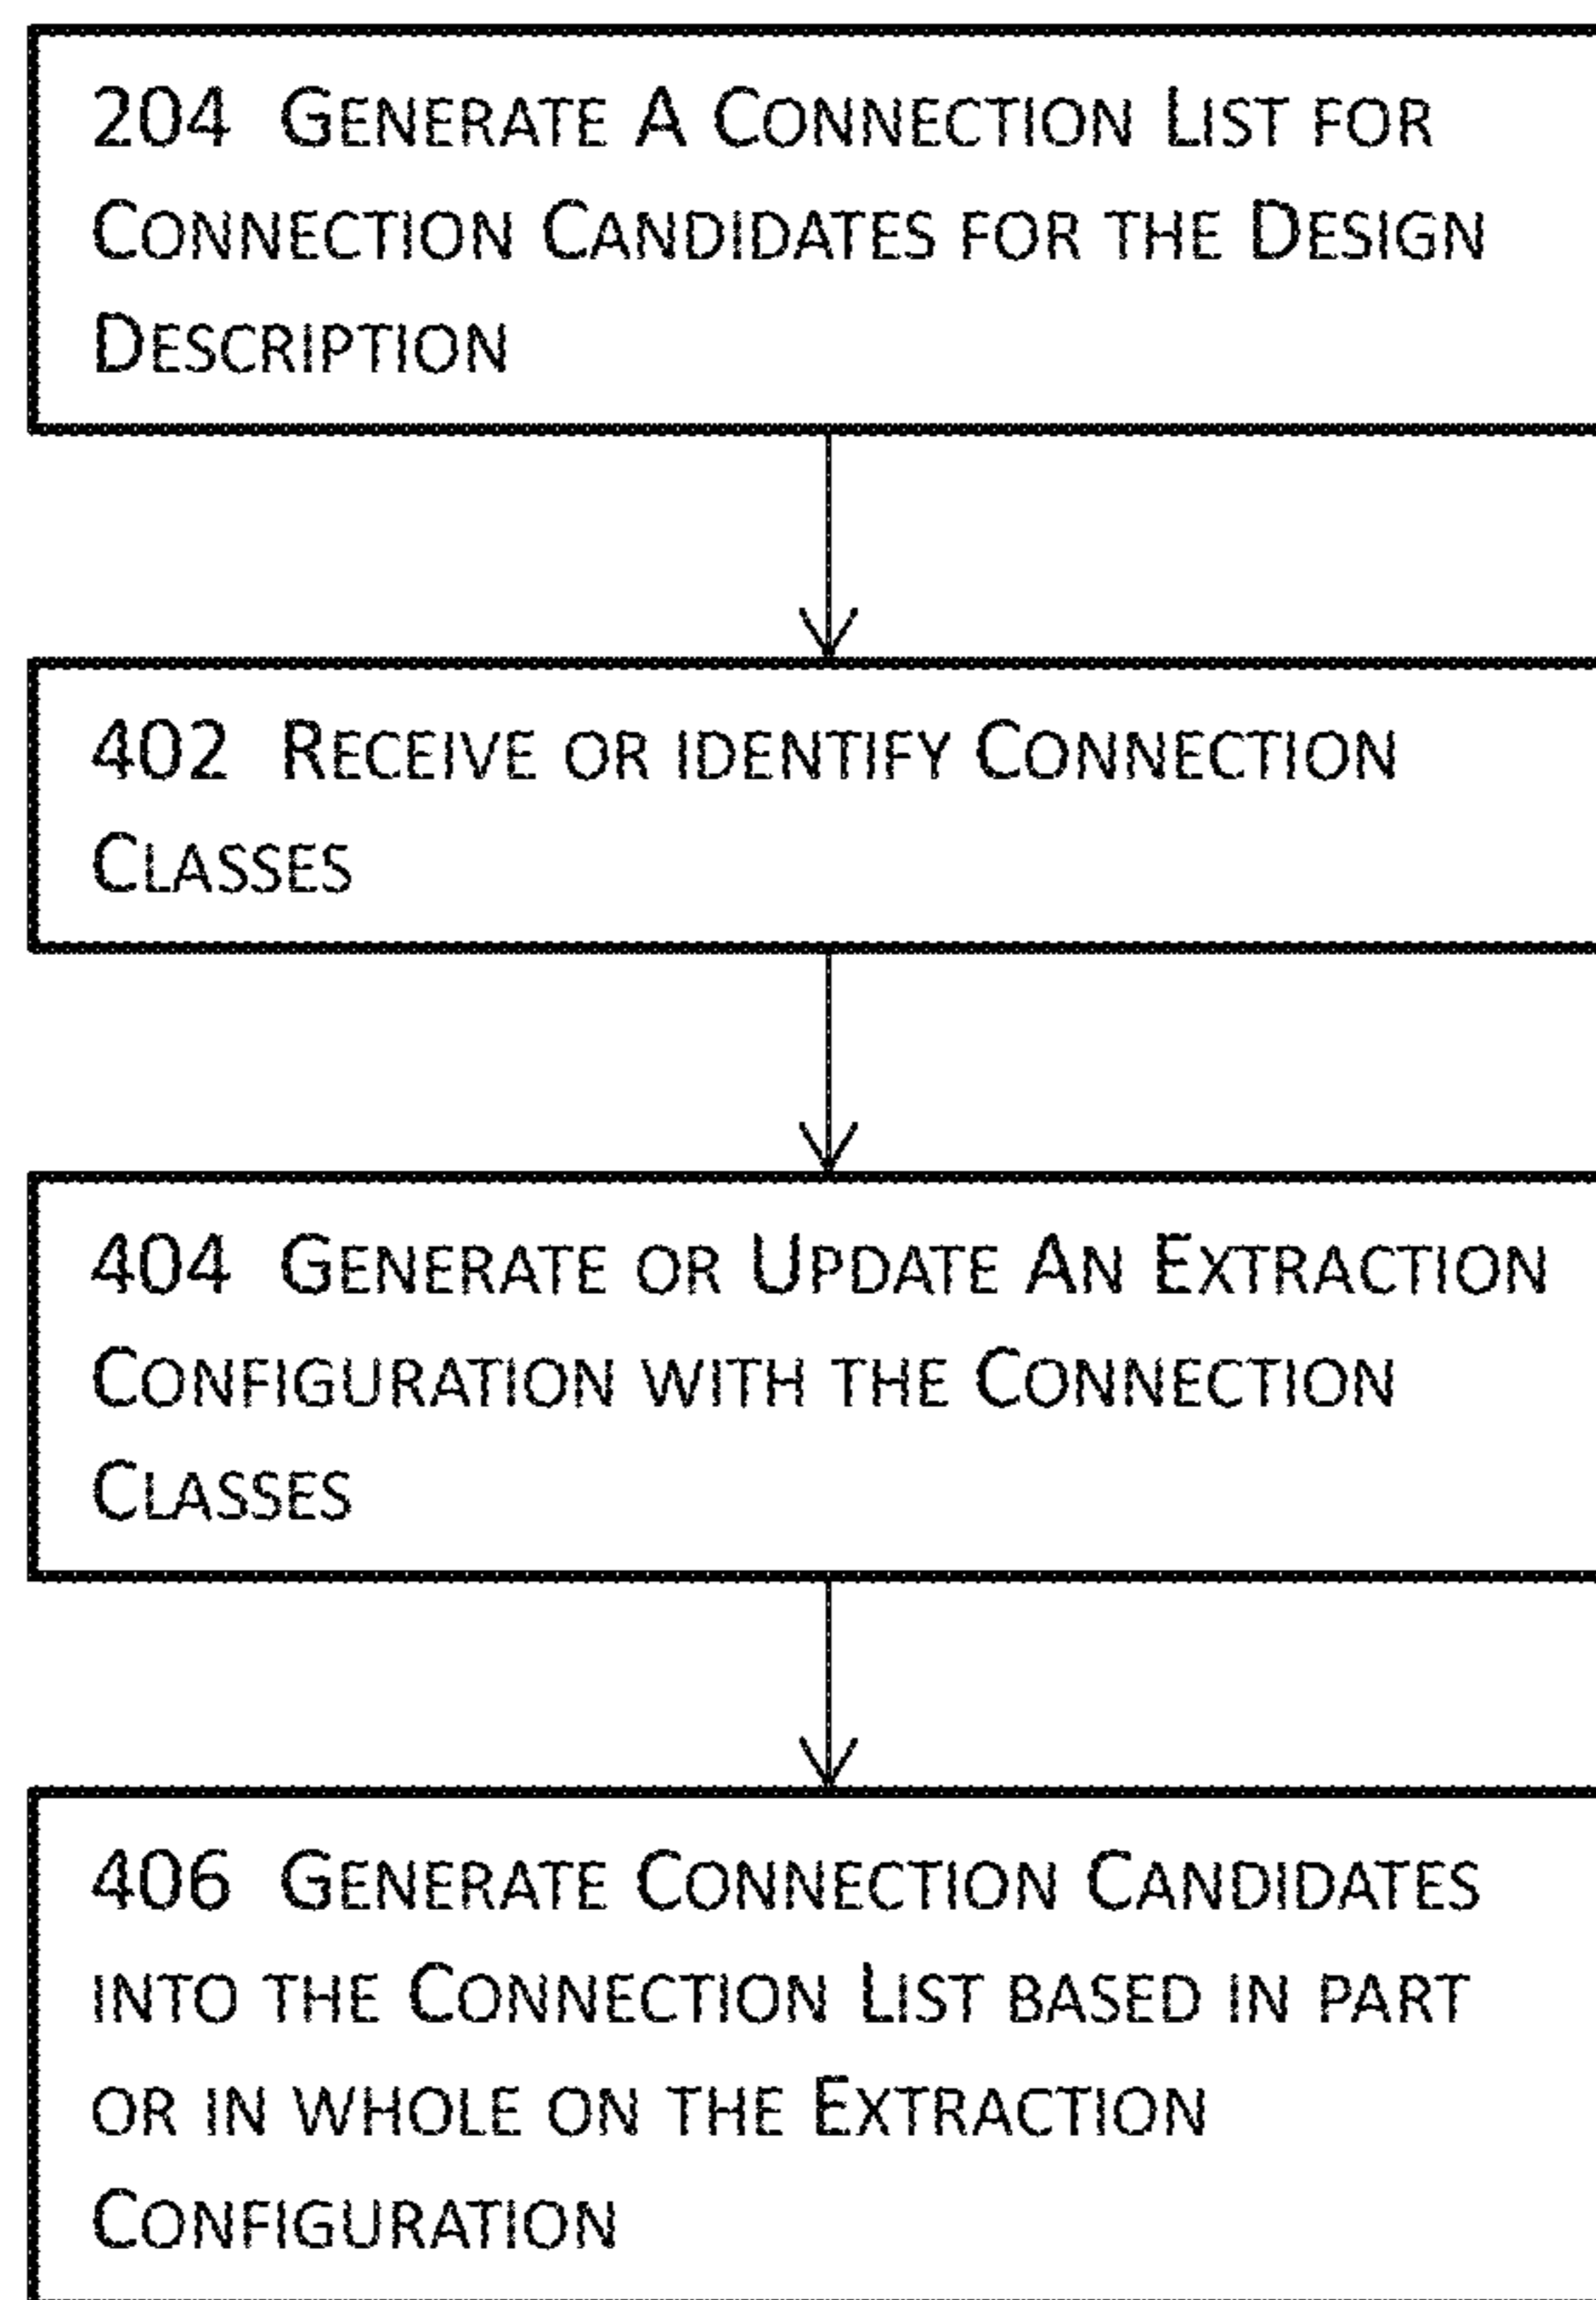 204 Generate A Connection List for
Connection Candidates for the Design
Description
402 Receive or identify Connection
Classes
404 Generate or Update An Extraction
Configuration with the Connection
Classes
406 Generate Connection Candidates
into the Connection List based in part
or in whole on the Extraction
Configuration